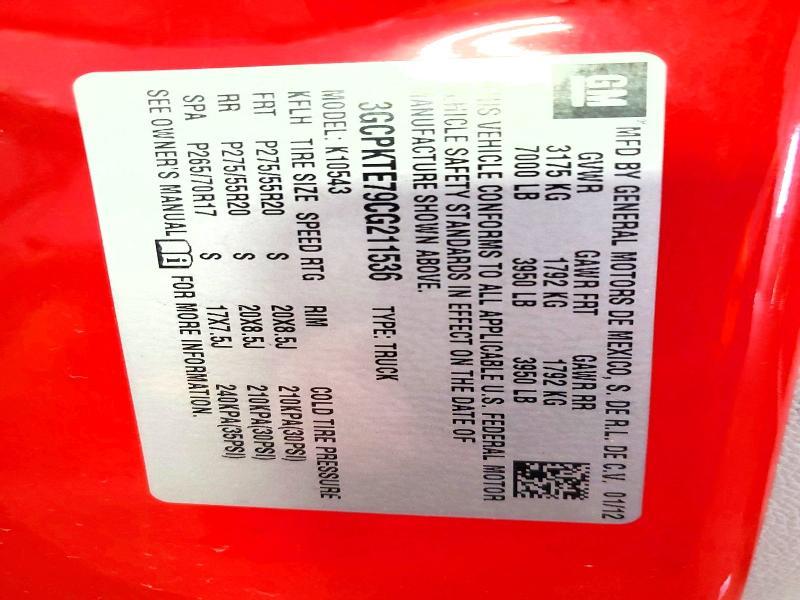 GM
MFD BY GENERAL MOTORS DE MEXICO, S. DE R.L. DE C.V. 01/12
GVWR GAWR FRT GAWR RR
3175 KG 1792 KG 1792 KG
7000 LB 3950 LB 3950 LB
THIS VEHICLE CONFORMS TO ALL APPLICABLE U.S. FEDERAL MOTOR
VEHICLE SAFETY STANDARDS IN EFFECT ON THE DATE OF
MANUFACTURE SHOWN ABOVE.
3GCPKTE79CG211536 TYPE: TRUCK
MODEL: K10543
KFLH TIRE SIZE SPEED RTG RIM COLD TIRE PRESSURE
FRT P275/55R20 S 20X8.5J 210KPA(30PSI)
RR P275/55R20 S 20X8.5J 210KPA(30PSI)
SPA P265/70R17 S 17X7.5J 240KPA(35PSI)
SEE OWNER'S MANUAL i FOR MORE INFORMATION.